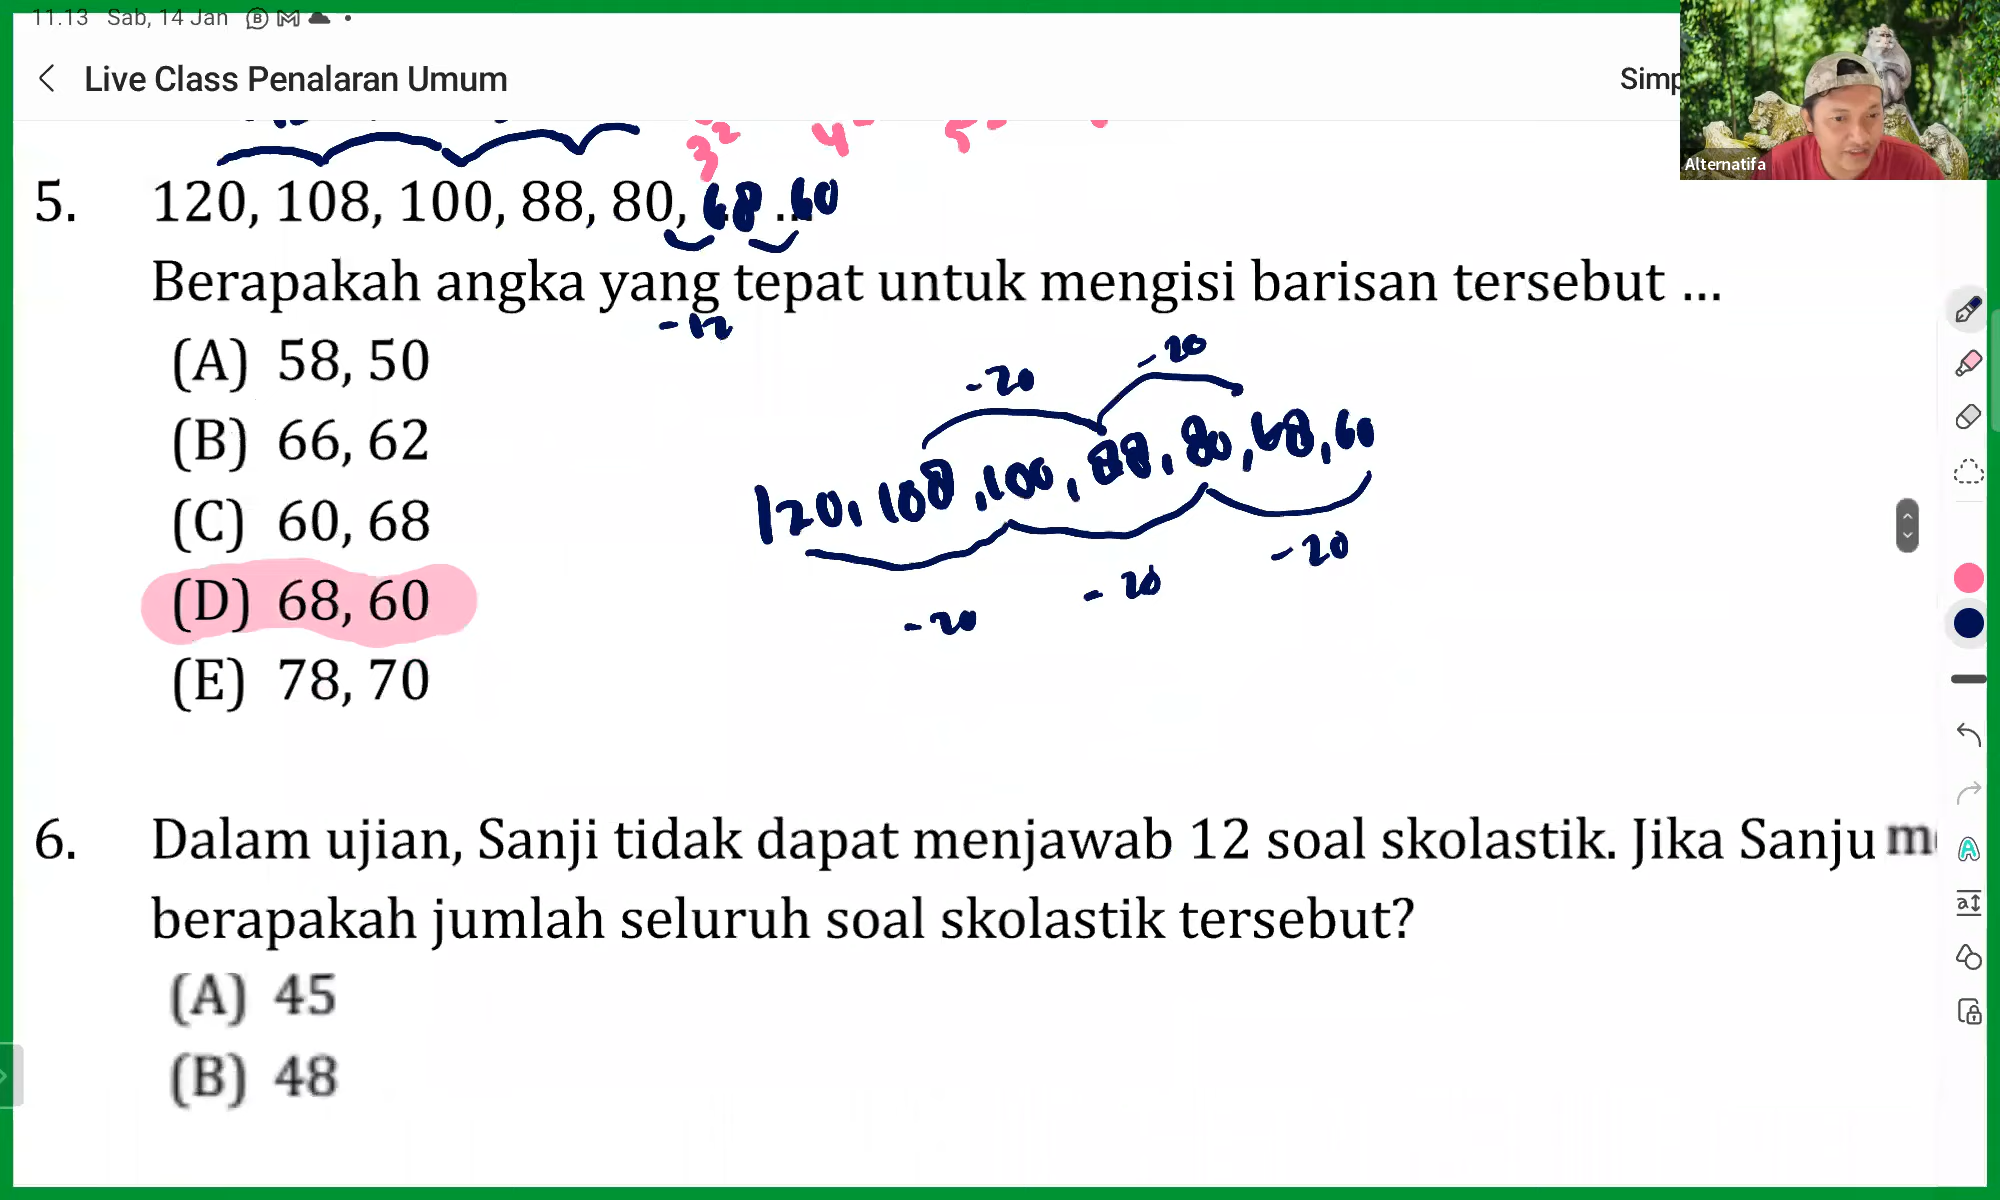 11.13 Sab, 14 Jan
Live Class Penalaran Umum
Simp
Alternatifa
3² 4 5
5. 120, 108, 100, 88, 80, 68 60
Berapakah angka yang tepat untuk mengisi barisan tersebut ...
-12
(A) 58, 50
-20 -20
(B) 66, 62
120, 108, 100, 88, 80, 68, 60
(C) 60, 68
-20 -20 -20
(D) 68, 60
(E) 78, 70
6. Dalam ujian, Sanji tidak dapat menjawab 12 soal skolastik. Jika Sanju m
berapakah jumlah seluruh soal skolastik tersebut?
(A) 45
(B) 48